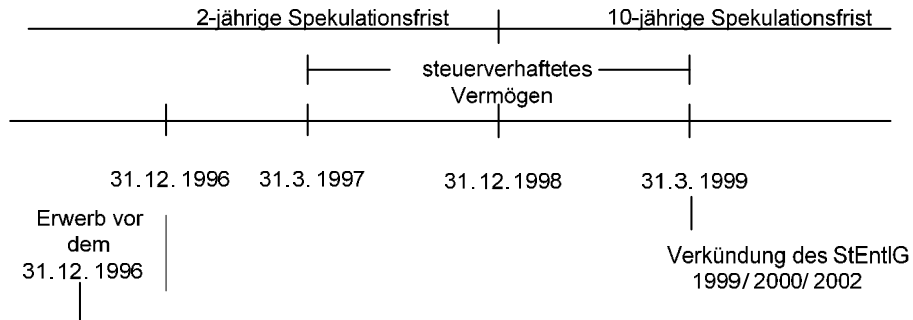 2-jährige Spekulationsfrist 10-jährige Spekulationsfrist
steuerverhaftetes
Vermögen
31.12.1996 31.3.1997 31.12.1998 31.3.1999
Erwerb vor
dem
31.12.1996
Verkündung des StEntlG
1999/2000/2002